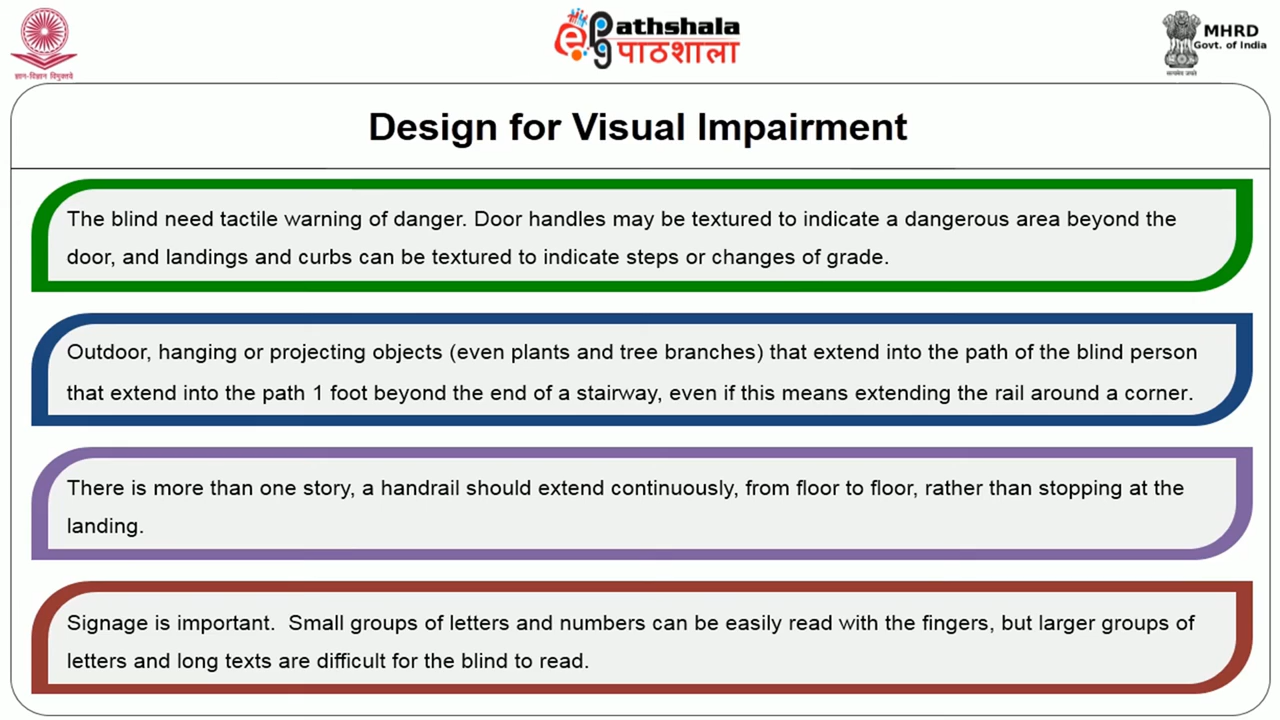 ज्ञान-विज्ञान विमुक्तये
ePathshala
पाठशाला
MHRD
Govt. of India
सत्यमेव जयते
Design for Visual Impairment
The blind need tactile warning of danger. Door handles may be textured to indicate a dangerous area beyond the
door, and landings and curbs can be textured to indicate steps or changes of grade.
Outdoor, hanging or projecting objects (even plants and tree branches) that extend into the path of the blind person
that extend into the path 1 foot beyond the end of a stairway, even if this means extending the rail around a corner.
There is more than one story, a handrail should extend continuously, from floor to floor, rather than stopping at the
landing.
Signage is important.  Small groups of letters and numbers can be easily read with the fingers, but larger groups of
letters and long texts are difficult for the blind to read.